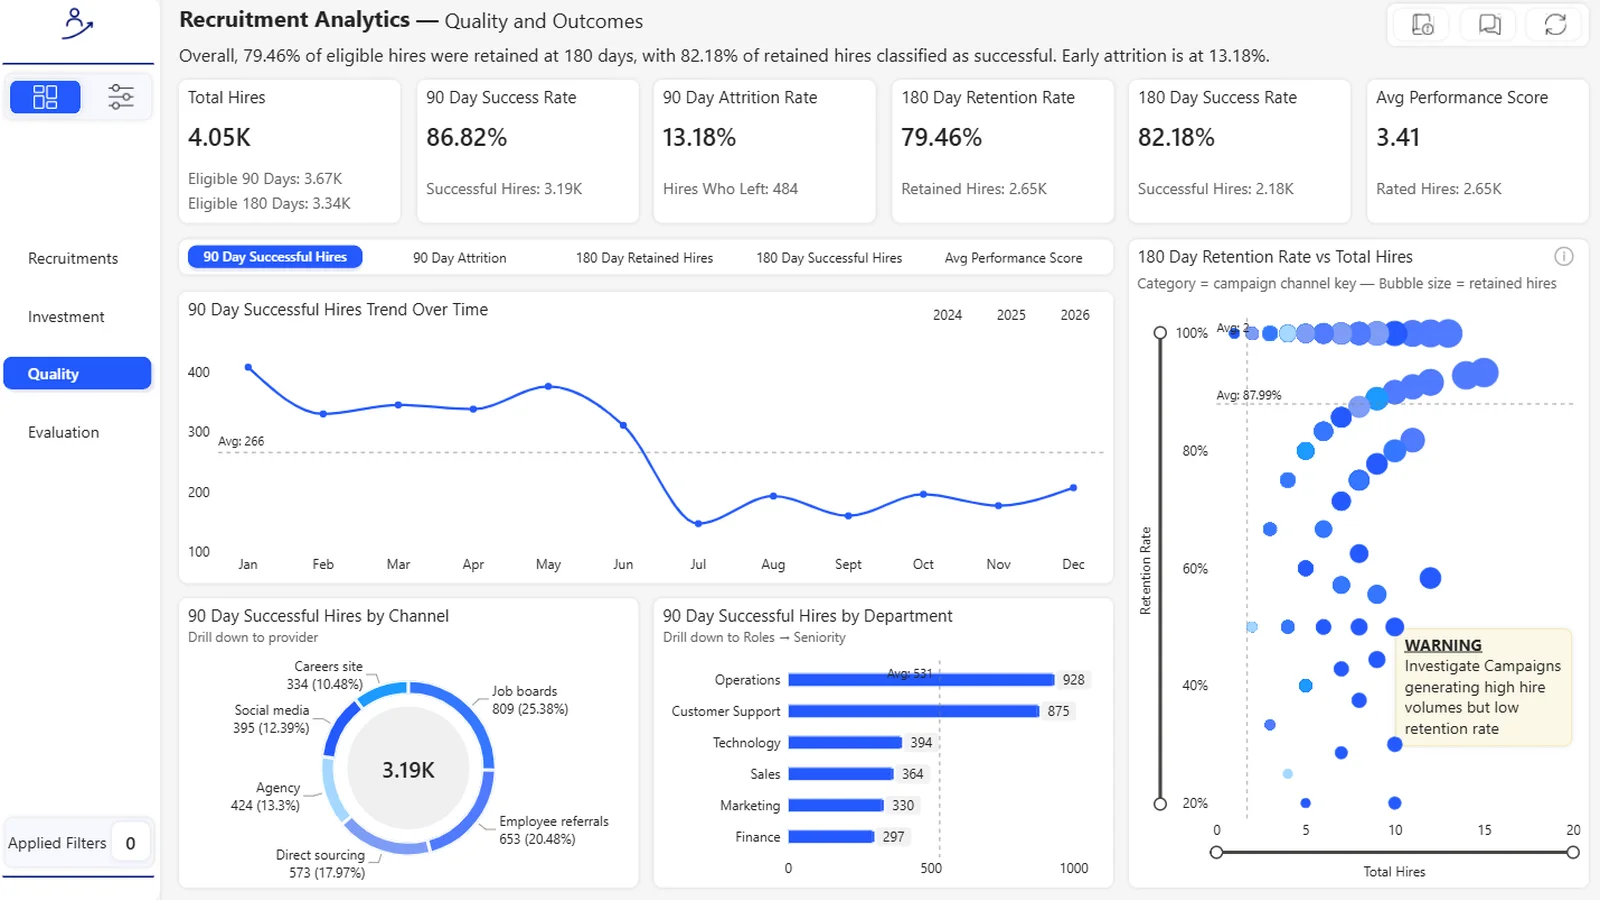 Recruitment Analytics — Quality and Outcomes
Overall, 79.46% of eligible hires were retained at 180 days, with 82.18% of retained hires classified as successful. Early attrition is at 13.18%.
Total Hires
4.05K
Eligible 90 Days: 3.67K
Eligible 180 Days: 3.34K
90 Day Success Rate
86.82%
Successful Hires: 3.19K
90 Day Attrition Rate
13.18%
Hires Who Left: 484
180 Day Retention Rate
79.46%
Retained Hires: 2.65K
180 Day Success Rate
82.18%
Successful Hires: 2.18K
Avg Performance Score
3.41
Rated Hires: 2.65K
Recruitments
Investment
Quality
Evaluation
Applied Filters 0
90 Day Successful Hires
90 Day Attrition
180 Day Retained Hires
180 Day Successful Hires
Avg Performance Score
90 Day Successful Hires Trend Over Time
2024 2025 2026
400
300
200
100
Avg: 266
Jan Feb Mar Apr May Jun Jul Aug Sept Oct Nov Dec
90 Day Successful Hires by Channel
Drill down to provider
Careers site
334 (10.48%)
Job boards
809 (25.38%)
Social media
395 (12.39%)
3.19K
Agency
424 (13.3%)
Employee referrals
653 (20.48%)
Direct sourcing
573 (17.97%)
90 Day Successful Hires by Department
Drill down to Roles → Seniority
Avg: 531
Operations 928
Customer Support 875
Technology 394
Sales 364
Marketing 330
Finance 297
0 500 1000
180 Day Retention Rate vs Total Hires
Category = campaign channel key — Bubble size = retained hires
100%
80%
60%
40%
20%
Avg: 2
Avg: 87.99%
Retention Rate
WARNING
Investigate Campaigns
generating high hire
volumes but low
retention rate
0 5 10 15 20
Total Hires